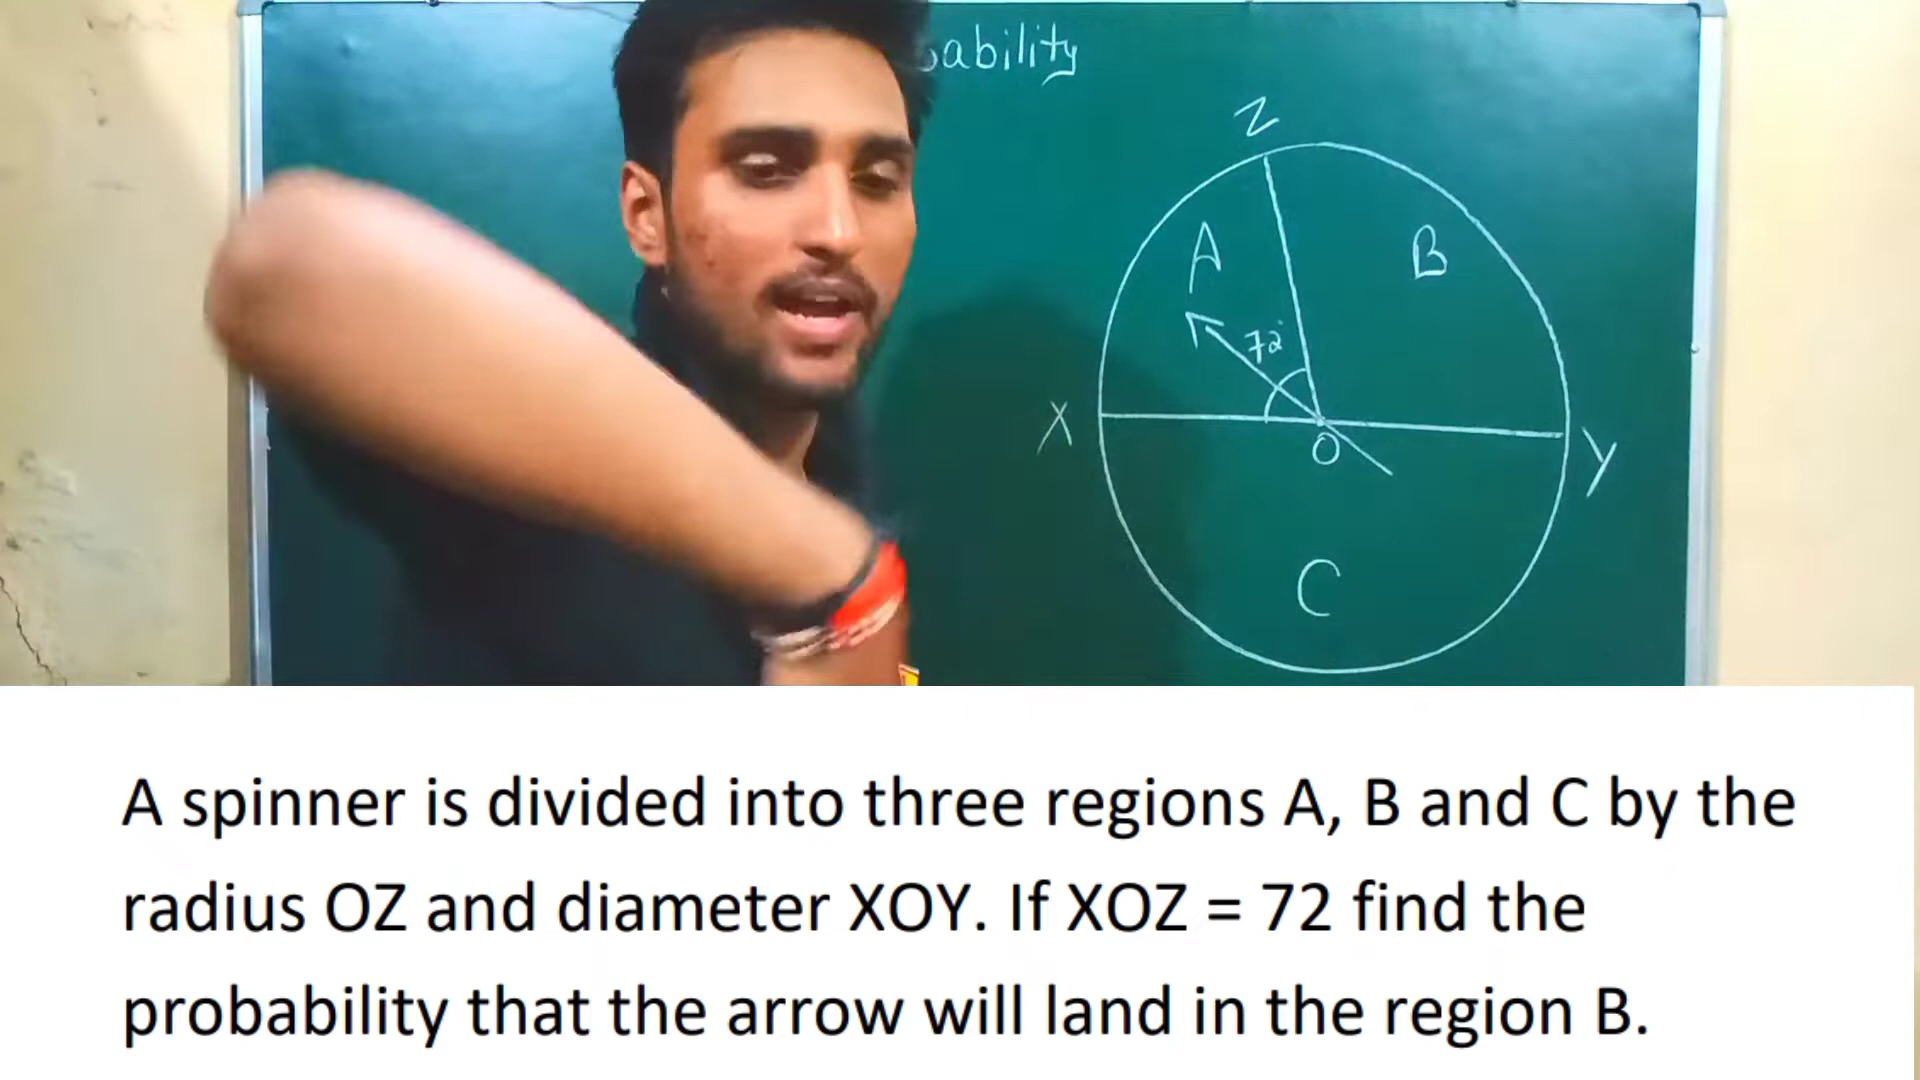 bability
Z
A
B
72°
X
O
Y
C
A spinner is divided into three regions A, B and C by the
radius OZ and diameter XOY. If XOZ = 72 find the
probability that the arrow will land in the region B.